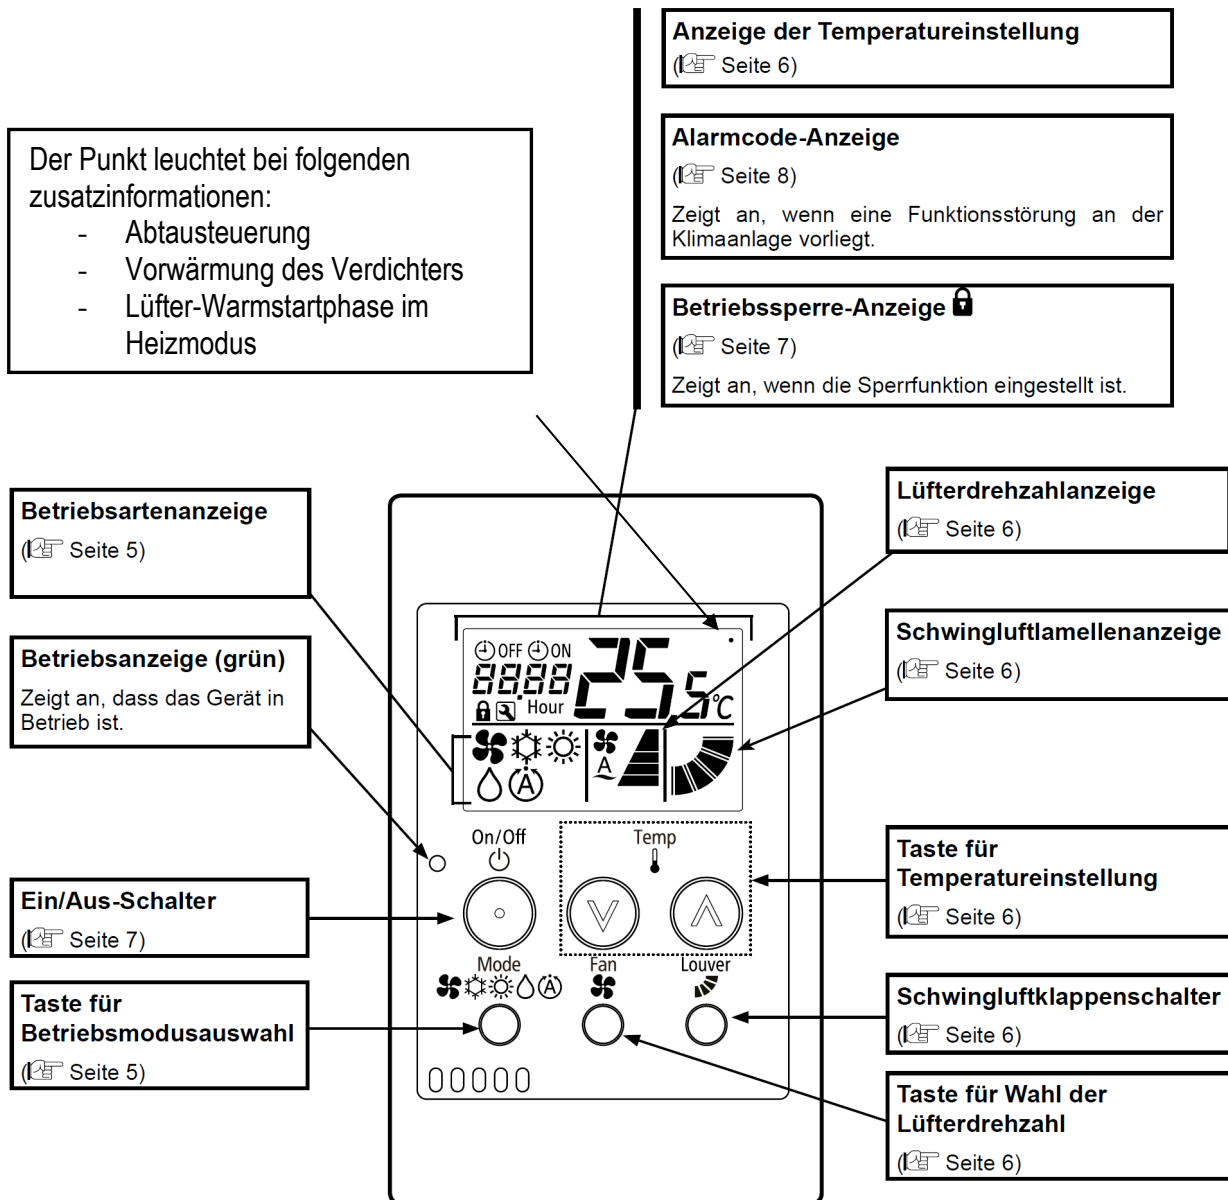 Anzeige der Temperatureinstellung
( Seite 6)
Alarmcode-Anzeige
( Seite 8)
Zeigt an, wenn eine Funktionsstörung an der
Klimaanlage vorliegt.
Betriebssperre-Anzeige
( Seite 7)
Zeigt an, wenn die Sperrfunktion eingestellt ist.
Der Punkt leuchtet bei folgenden
zusatzinformationen:
- Abtausteuerung
- Vorwärmung des Verdichters
- Lüfter-Warmstartphase im
Heizmodus
Betriebsartenanzeige
( Seite 5)
Betriebsanzeige (grün)
Zeigt an, dass das Gerät in
Betrieb ist.
Ein/Aus-Schalter
( Seite 7)
Taste für
Betriebsmodusauswahl
( Seite 5)
OFF ON
88.88
Hour
25.5°C
A
A
On/Off
Temp
Mode
Fan
Louver
A
Lüfterdrehzahlanzeige
( Seite 6)
Schwingluftlamellenanzeige
( Seite 6)
Taste für
Temperatureinstellung
( Seite 6)
Schwingluftklappenschalter
( Seite 6)
Taste für Wahl der
Lüfterdrehzahl
( Seite 6)